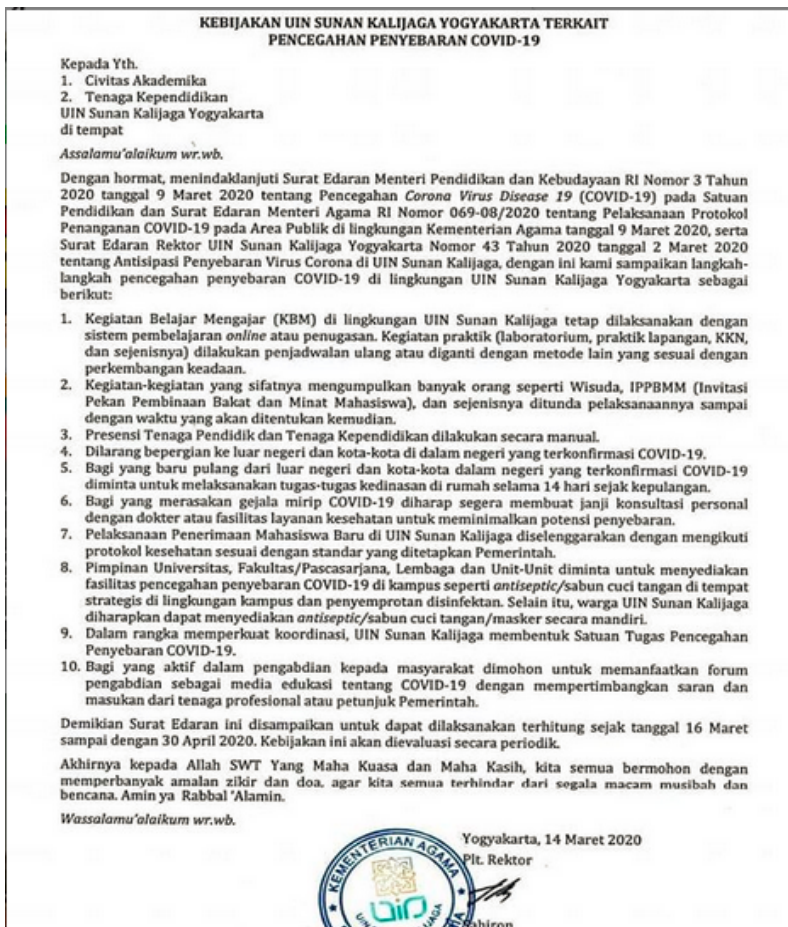 KEBIJAKAN UIN SUNAN KALIJAGA YOGYAKARTA TERKAIT
PENCEGAHAN PENYEBARAN COVID-19
Kepada Yth.
1. Civitas Akademika
2. Tenaga Kependidikan
UIN Sunan Kalijaga Yogyakarta
di tempat
Assalamu'alaikum wr.wb.
Dengan hormat, menindaklanjuti Surat Edaran Menteri Pendidikan dan Kebudayaan RI Nomor 3 Tahun
2020 tanggal 9 Maret 2020 tentang Pencegahan Corona Virus Disease 19 (COVID-19) pada Satuan
Pendidikan dan Surat Edaran Menteri Agama RI Nomor 069-08/2020 tentang Pelaksanaan Protokol
Penanganan COVID-19 pada Area Publik di lingkungan Kementerian Agama tanggal 9 Maret 2020, serta
Surat Edaran Rektor UIN Sunan Kalijaga Yogyakarta Nomor 43 Tahun 2020 tanggal 2 Maret 2020
tentang Antisipasi Penyebaran Virus Corona di UIN Sunan Kalijaga, dengan ini kami sampaikan langkah-
langkah pencegahan penyebaran COVID-19 di lingkungan UIN Sunan Kalijaga Yogyakarta sebagai
berikut:
1. Kegiatan Belajar Mengajar (KBM) di lingkungan UIN Sunan Kalijaga tetap dilaksanakan dengan
sistem pembelajaran online atau penugasan. Kegiatan praktik (laboratorium, praktik lapangan, KKN,
dan sejenisnya) dilakukan penjadwalan ulang atau diganti dengan metode lain yang sesuai dengan
perkembangan keadaan.
2. Kegiatan-kegiatan yang sifatnya mengumpulkan banyak orang seperti Wisuda, IPPBMM (Invitasi
Pekan Pembinaan Bakat dan Minat Mahasiswa), dan sejenisnya ditunda pelaksanaannya sampai
dengan waktu yang akan ditentukan kemudian.
3. Presensi Tenaga Pendidik dan Tenaga Kependidikan dilakukan secara manual.
4. Dilarang bepergian ke luar negeri dan kota-kota di dalam negeri yang terkonfirmasi COVID-19.
5. Bagi yang baru pulang dari luar negeri dan kota-kota dalam negeri yang terkonfirmasi COVID-19
diminta untuk melaksanakan tugas-tugas kedinasan di rumah selama 14 hari sejak kepulangan.
6. Bagi yang merasakan gejala mirip COVID-19 diharap segera membuat janji konsultasi personal
dengan dokter atau fasilitas layanan kesehatan untuk meminimalkan potensi penyebaran.
7. Pelaksanaan Penerimaan Mahasiswa Baru di UIN Sunan Kalijaga diselenggarakan dengan mengikuti
protokol kesehatan sesuai dengan standar yang ditetapkan Pemerintah.
8. Pimpinan Universitas, Fakultas/Pascasarjana, Lembaga dan Unit-Unit diminta untuk menyediakan
fasilitas pencegahan penyebaran COVID-19 di kampus seperti antiseptic/sabun cuci tangan di tempat
strategis di lingkungan kampus dan penyemprotan disinfektan. Selain itu, warga UIN Sunan Kalijaga
diharapkan dapat menyediakan antiseptic/sabun cuci tangan/masker secara mandiri.
9. Dalam rangka memperkuat koordinasi, UIN Sunan Kalijaga membentuk Satuan Tugas Pencegahan
Penyebaran COVID-19.
10. Bagi yang aktif dalam pengabdian kepada masyarakat dimohon untuk memanfaatkan forum
pengabdian sebagai media edukasi tentang COVID-19 dengan mempertimbangkan saran dan
masukan dari tenaga profesional atau petunjuk Pemerintah.
Demikian Surat Edaran ini disampaikan untuk dapat dilaksanakan terhitung sejak tanggal 16 Maret
sampai dengan 30 April 2020. Kebijakan ini akan dievaluasi secara periodik.
Akhirnya kepada Allah SWT Yang Maha Kuasa dan Maha Kasih, kita semua bermohon dengan
memperbanyak amalan zikir dan doa, agar kita semua terhindar dari segala macam musibah dan
bencana. Amin ya Rabbal 'Alamin.
Wassalamu'alaikum wr.wb.
Yogyakarta, 14 Maret 2020
Plt. Rektor
KEMENTERIAN AGAMA
uin
Sahiron